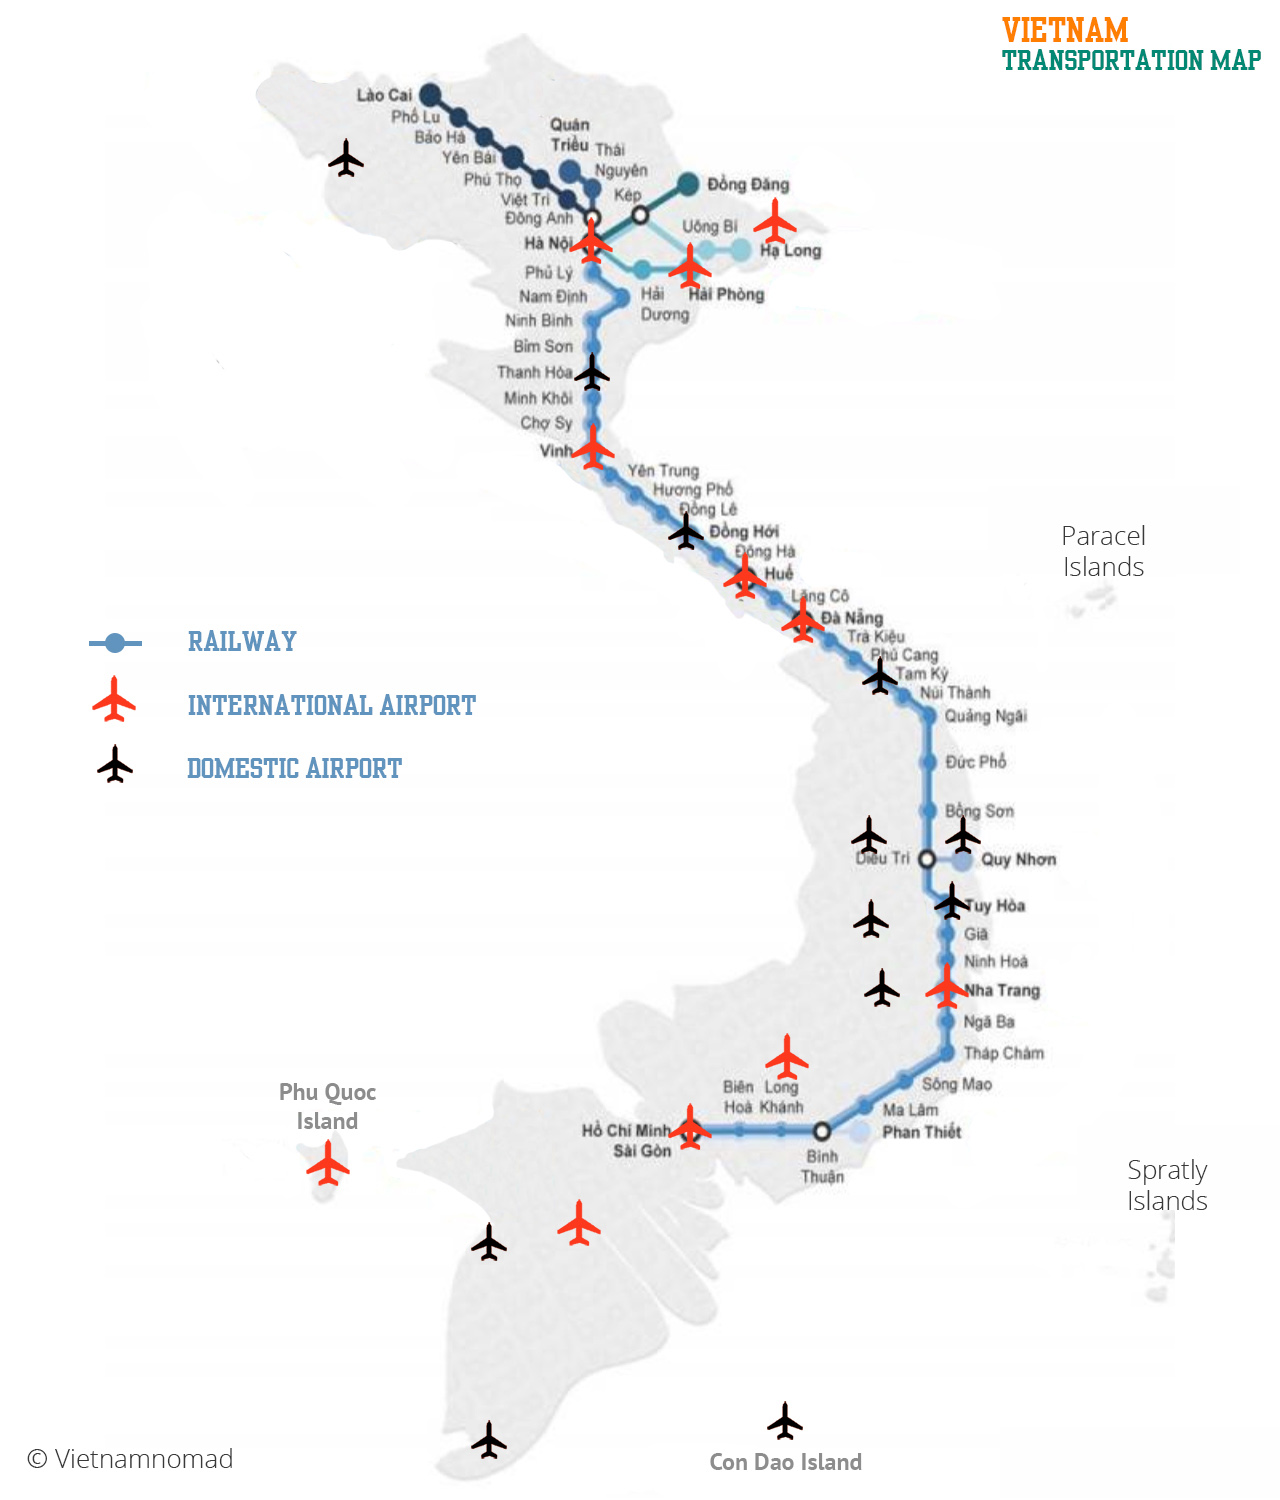 VIETNAM
TRANSPORTATION MAP
Lào Cai
Phố Lu
Bảo Hà
Yên Bái
Phú Thọ
Việt Trì
Đông Anh
Quán
Triều
Thái
Nguyên
Kép
Đồng Đăng
Uông Bí
Hạ Long
Hà Nội
Hải
Dương
Hải Phòng
Phủ Lý
Nam Định
Ninh Bình
Bỉm Sơn
Thanh Hóa
Minh Khôi
Chợ Sy
Vinh
Yên Trung
Hương Phố
Đồng Lê
Đồng Hới
Đông Hà
Huế
Lăng Cô
Đà Nẵng
Trà Kiệu
Phú Cang
Tam Kỳ
Núi Thành
Quảng Ngãi
Đức Phổ
Bồng Sơn
Diêu Trì
Quy Nhơn
Tuy Hòa
Giã
Ninh Hoà
Nha Trang
Ngã Ba
Tháp Chàm
Sông Mao
Ma Lâm
Phan Thiết
Bình
Thuận
Long
Khánh
Biên
Hoà
Hồ Chí Minh
Sài Gòn
Paracel
Islands
RAILWAY
INTERNATIONAL AIRPORT
DOMESTIC AIRPORT
Phu Quoc
Island
Spratly
Islands
Con Dao Island
© Vietnamnomad